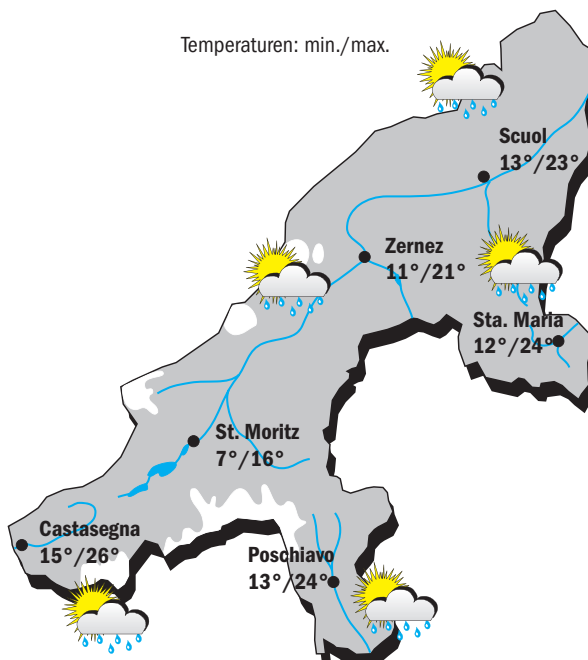 Temperaturen: min./max.
Scuol
13°/23°
Zernez
11°/21°
Sta. Maria
12°/24°
St. Moritz
7°/16°
Castasegna
15°/26°
Poschiavo
13°/24°